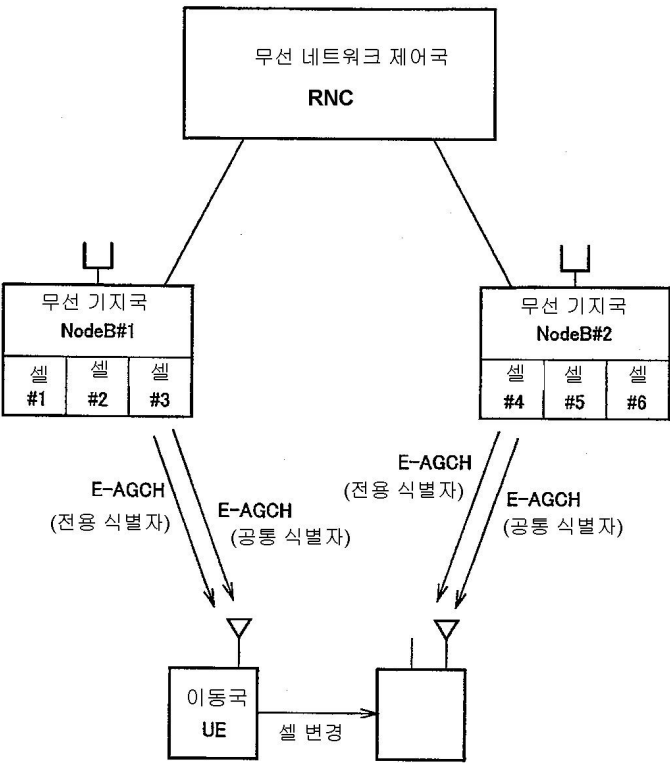 무선 네트워크 제어국
RNC
무선 기지국
NodeB#1
셀 셀 셀
#1 #2 #3
무선 기지국
NodeB#2
셀 셀 셀
#4 #5 #6
E-AGCH
(전용 식별자)
E-AGCH
(공통 식별자)
E-AGCH
(전용 식별자)
E-AGCH
(공통 식별자)
이동국
UE
셀 변경